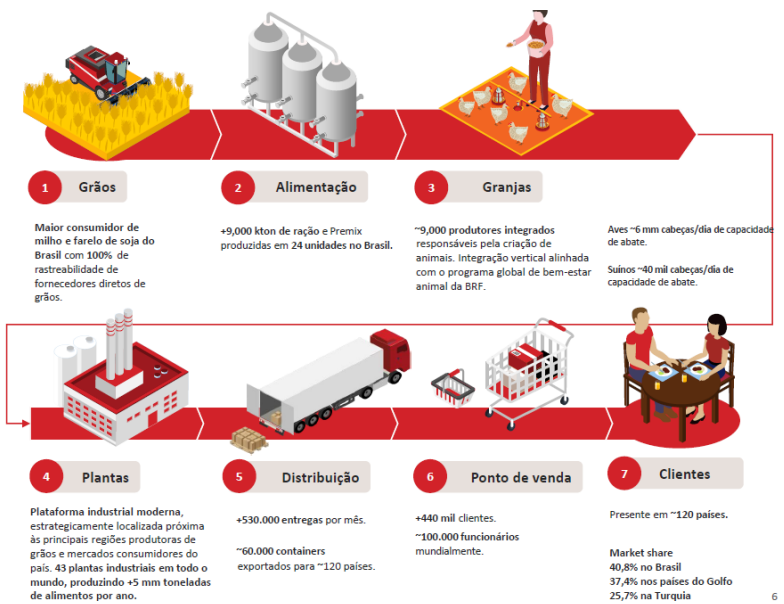 1 Grãos
Maior consumidor de
milho e farelo de soja do
Brasil com 100% de
rastreabilidade de
fornecedores diretos de
grãos.
2 Alimentação
+9,000 kton de ração e Premix
produzidas em 24 unidades no Brasil.
3 Granjas
~9,000 produtores integrados
responsáveis pela criação de
animais. Integração vertical alinhada
com o programa global de bem-estar
animal da BRF.
Aves ~6 mm cabeças/dia de capacidade
de abate.
Suínos ~40 mil cabeças/dia de
capacidade de abate.
4 Plantas
Plataforma industrial moderna,
estrategicamente localizada próxima
às principais regiões produtoras de
grãos e mercados consumidores do
país. 43 plantas industriais em todo o
mundo, produzindo +5 mm toneladas
de alimentos por ano.
5 Distribuição
+530.000 entregas por mês.
~60.000 containers
exportados para ~120 países.
6 Ponto de venda
+440 mil clientes.
~100.000 funcionários
mundialmente.
7 Clientes
Presente em ~120 países.
Market share
40,8% no Brasil
37,4% nos países do Golfo
25,7% na Turquia
6